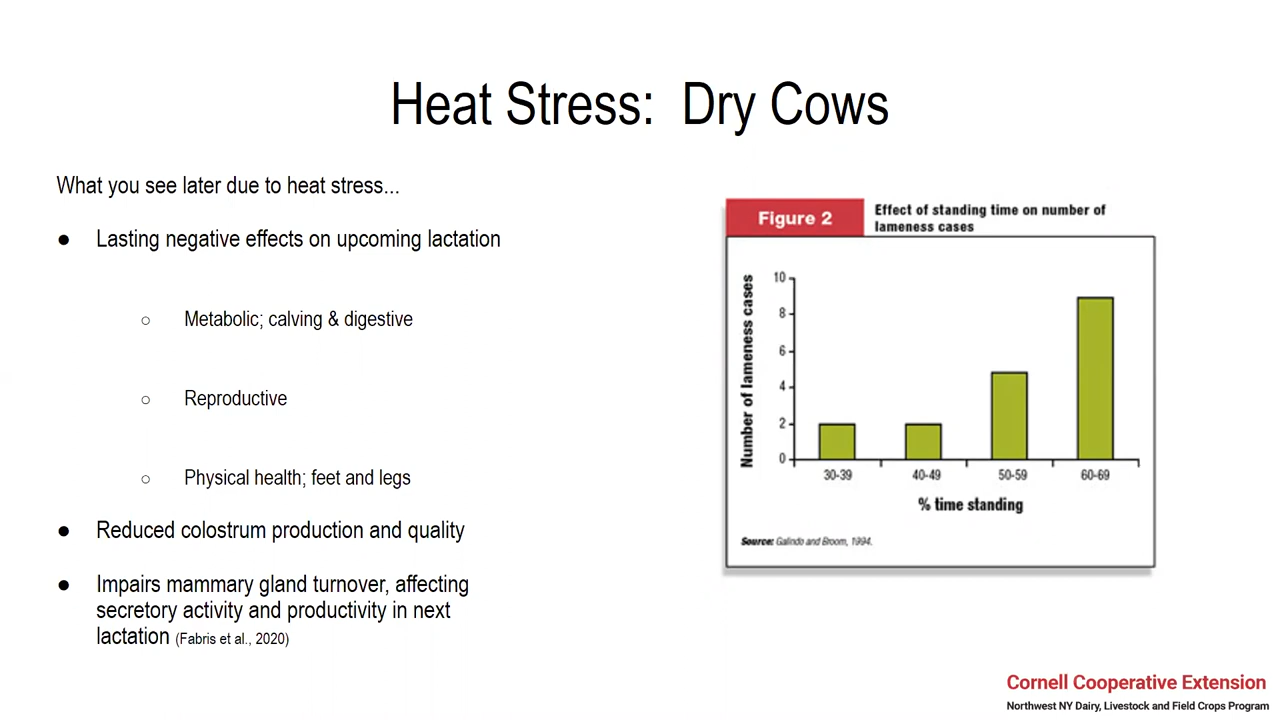 Heat Stress:  Dry Cows
What you see later due to heat stress...
● Lasting negative effects on upcoming lactation
○ Metabolic; calving & digestive
○ Reproductive
○ Physical health; feet and legs
● Reduced colostrum production and quality
● Impairs mammary gland turnover, affecting
secretory activity and productivity in next
lactation (Fabris et al., 2020)
Figure 2
Effect of standing time on number of
lameness cases
Number of lameness cases
10
8
6
4
2
0
30-39 40-49 50-59 60-69
% time standing
Source: Galindo and Broom, 1994.
Cornell Cooperative Extension
Northwest NY Dairy, Livestock and Field Crops Program